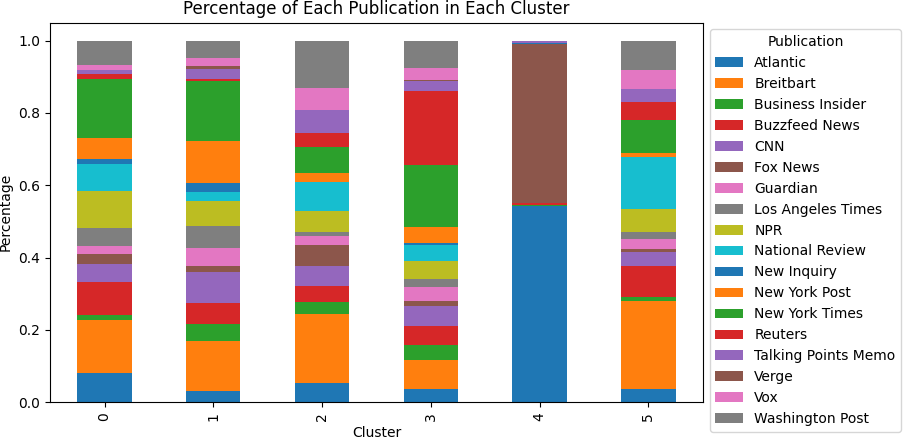 Percentage of Each Publication in Each Cluster
Percentage
1.0
0.8
0.6
0.4
0.2
0.0
0
1
2
3
4
5
Cluster
Publication
Atlantic
Breitbart
Business Insider
Buzzfeed News
CNN
Fox News
Guardian
Los Angeles Times
NPR
National Review
New Inquiry
New York Post
New York Times
Reuters
Talking Points Memo
Verge
Vox
Washington Post